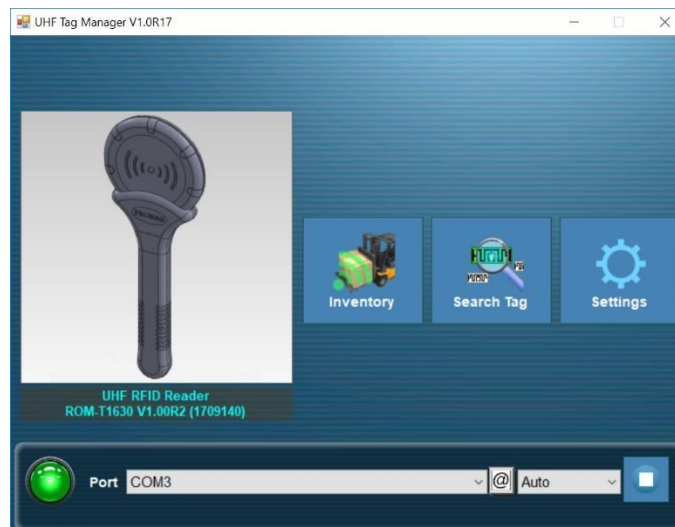 UHF Tag Manager V1.0R17
Inventory
Search Tag
Settings
UHF RFID Reader
ROM-T1630 V1.00R2 (1709140)
Port COM3 @ Auto